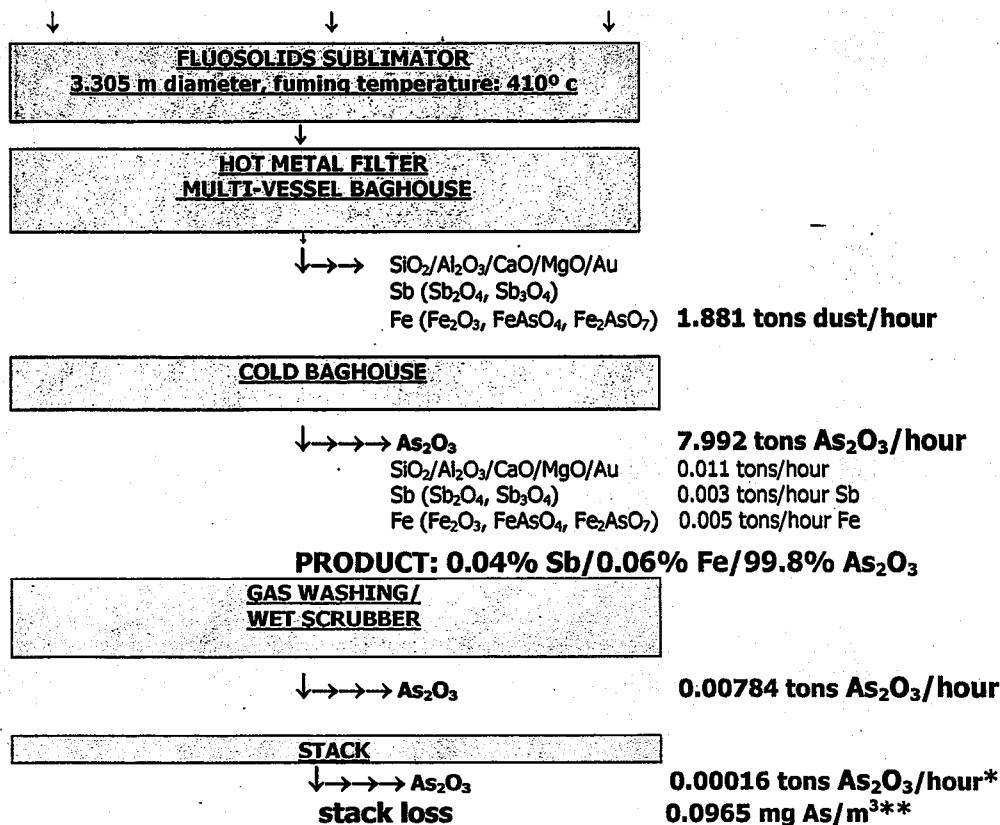 ↓ ↓ ↓
FLUOSOLIDS SUBLIMATOR
3.305 m diameter, fuming temperature: 410º c
↓
HOT METAL FILTER
MULTI-VESSEL BAGHOUSE
↓→→ SiO₂/Al₂O₃/CaO/MgO/Au
Sb (Sb₂O₄, Sb₃O₄)
Fe (Fe₂O₃, FeAsO₄, Fe₂AsO₇) 1.881 tons dust/hour
COLD BAGHOUSE
↓→→→ As₂O₃ 7.992 tons As₂O₃/hour
SiO₂/Al₂O₃/CaO/MgO/Au 0.011 tons/hour
Sb (Sb₂O₄, Sb₃O₄) 0.003 tons/hour Sb
Fe (Fe₂O₃, FeAsO₄, Fe₂AsO₇) 0.005 tons/hour Fe
PRODUCT: 0.04% Sb/0.06% Fe/99.8% As₂O₃
GAS WASHING/
WET SCRUBBER
↓→→→ As₂O₃ 0.00784 tons As₂O₃/hour
STACK
↓→→→ As₂O₃ 0.00016 tons As₂O₃/hour*
stack loss 0.0965 mg As/m³**